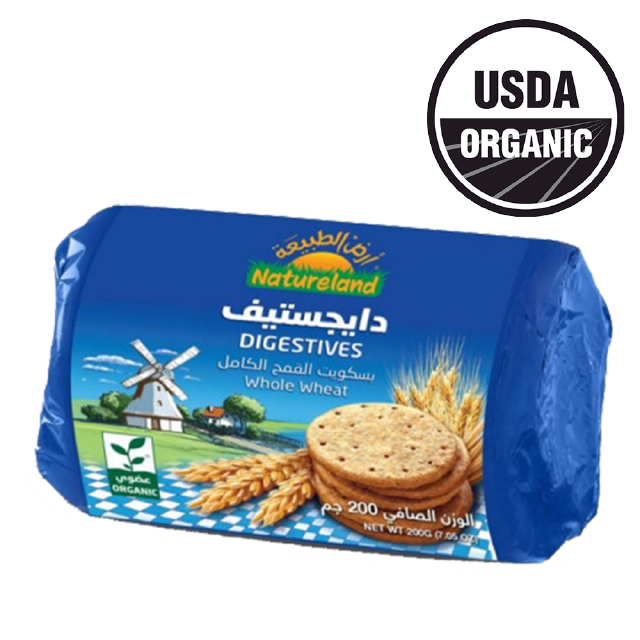 USDA
ORGANIC
أرض الطبيعة
Natureland
دايجستيف
DIGESTIVES
بسكويت القمح الكامل
Whole Wheat
عضوي
ORGANIC
الوزن الصافي 200 جم
NET WT 200G (7.05 OZ)